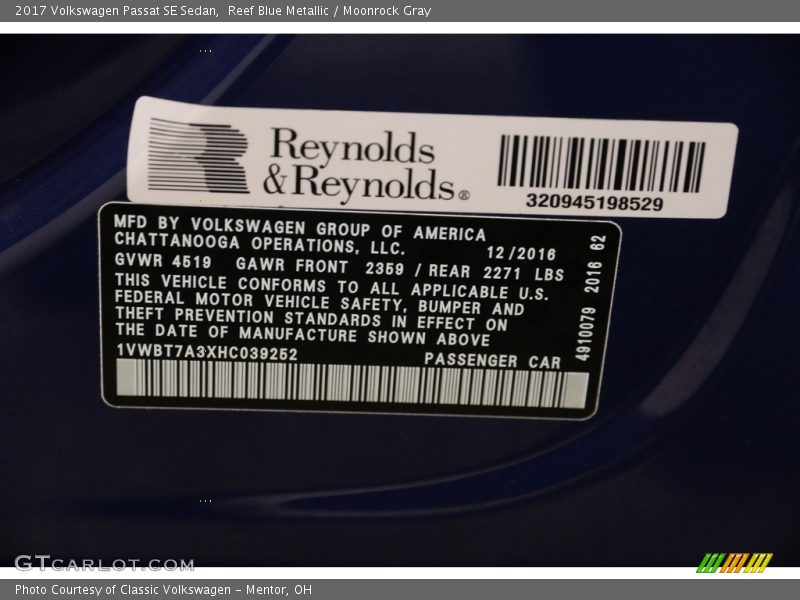 2017 Volkswagen Passat SE Sedan, Reef Blue Metallic / Moonrock Gray
Reynolds
&Reynolds®
320945198529
MFD BY VOLKSWAGEN GROUP OF AMERICA
CHATTANOOGA OPERATIONS, LLC. 12/2016
GVWR 4519 GAWR FRONT 2359 / REAR 2271 LBS
THIS VEHICLE CONFORMS TO ALL APPLICABLE U.S.
FEDERAL MOTOR VEHICLE SAFETY, BUMPER AND
THEFT PREVENTION STANDARDS IN EFFECT ON
THE DATE OF MANUFACTURE SHOWN ABOVE
1VWBT7A3XHC039252 PASSENGER CAR
4910079 2016 62
GTCARLOT.COM
Photo Courtesy of Classic Volkswagen - Mentor, OH